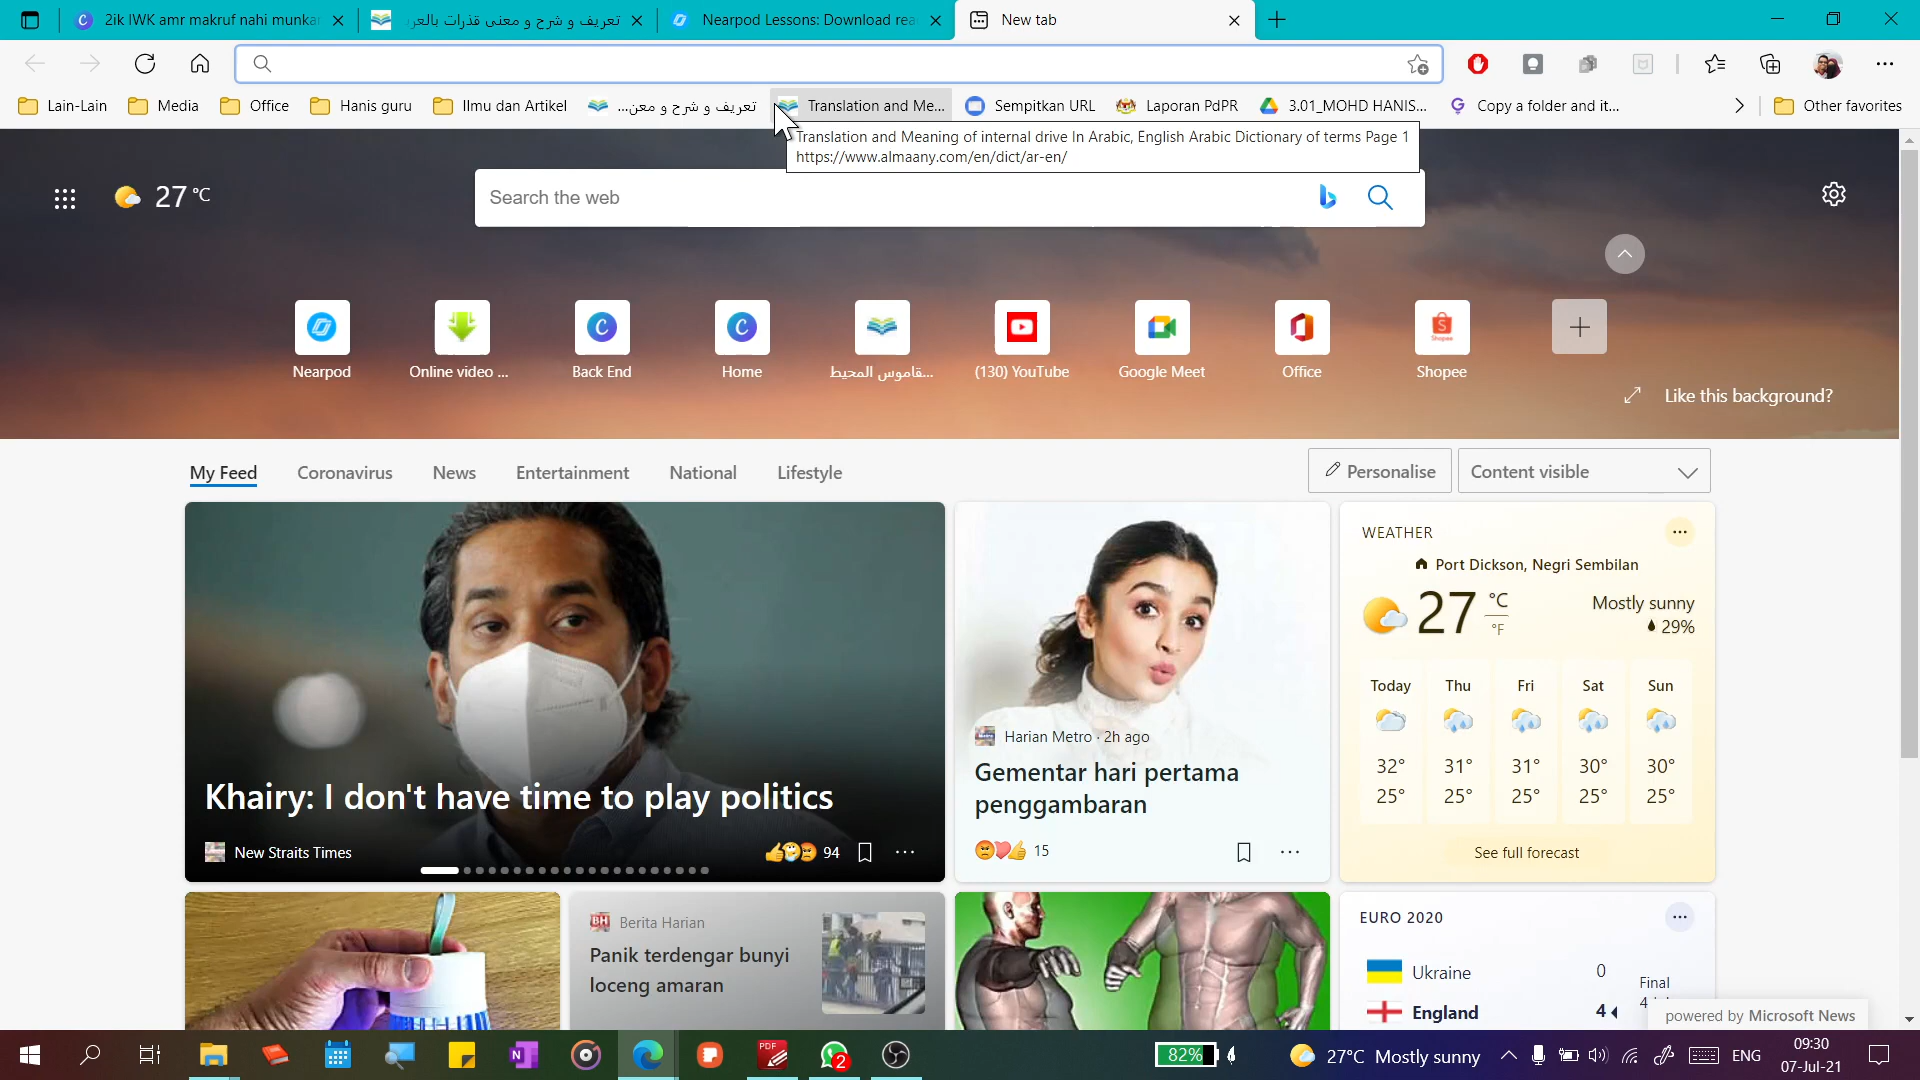 2ik IWK amr makruf nahi munka
تعريف و شرح و معنى قذرات بالعر
Nearpod Lessons: Download rea
New tab
Lain-Lain
Media
Office
Hanis guru
Ilmu dan Artikel
تعريف و شرح و معن...
Translation and Me...
Sempitkan URL
Laporan PdPR
3.01_MOHD HANIS...
Copy a folder and it...
Other favorites
Translation and Meaning of internal drive In Arabic, English Arabic Dictionary of terms Page 1
https://www.almaany.com/en/dict/ar-en/
27 °C
Search the web
Nearpod
Online video ...
Back End
Home
قاموس المحيط...
(130) YouTube
Google Meet
Office
Shopee
Like this background?
My Feed
Coronavirus
News
Entertainment
National
Lifestyle
Personalise
Content visible
Khairy: I don't have time to play politics
New Straits Times
94
Harian Metro · 2h ago
Gementar hari pertama
penggambaran
15
WEATHER
Port Dickson, Negri Sembilan
27 °C
°F
Mostly sunny
29%
Today Thu Fri Sat Sun
32° 31° 31° 30° 30°
25° 25° 25° 25° 25°
See full forecast
BH Berita Harian
Panik terdengar bunyi
loceng amaran
EURO 2020
Ukraine 0
Final
England 4
powered by Microsoft News
PDF
2
82%
27°C Mostly sunny
ENG
09:30
07-Jul-21